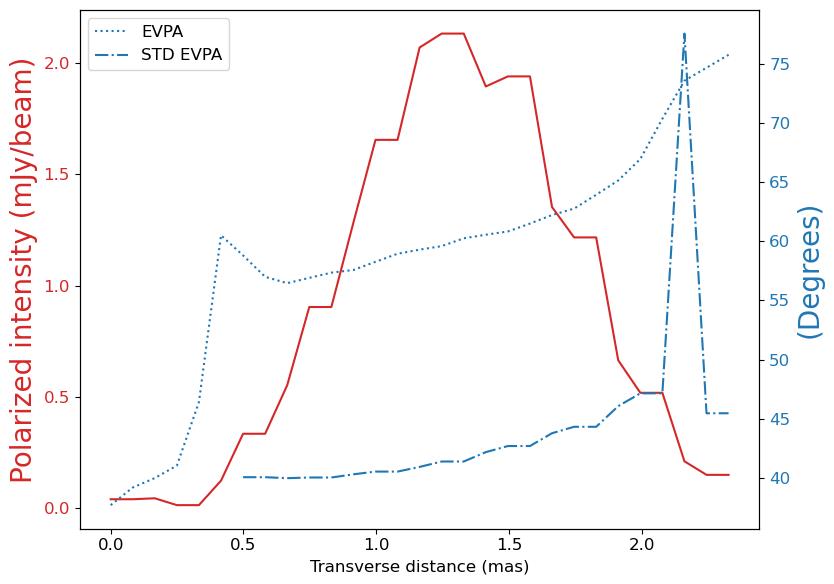 EVPA
STD EVPA
Polarized intensity (mJy/beam)
2.0
1.5
1.0
0.5
0.0
75
70
65
60
55
50
45
40
(Degrees)
0.0 0.5 1.0 1.5 2.0
Transverse distance (mas)